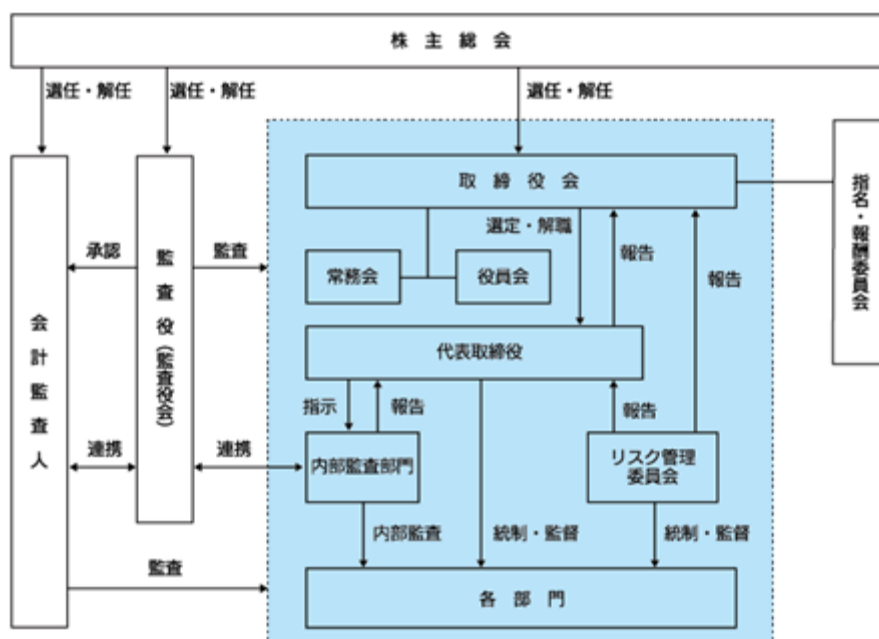 株主総会
選任・解任
選任・解任
選任・解任
取締役会
指名・報酬委員会
選定・解職
報告
報告
承認
監査
常務会
役員会
監査役(監査役会)
会計監査人
代表取締役
指示
報告
報告
連携
連携
内部監査部門
リスク管理
委員会
内部監査
統制・監督
統制・監督
監査
各部門